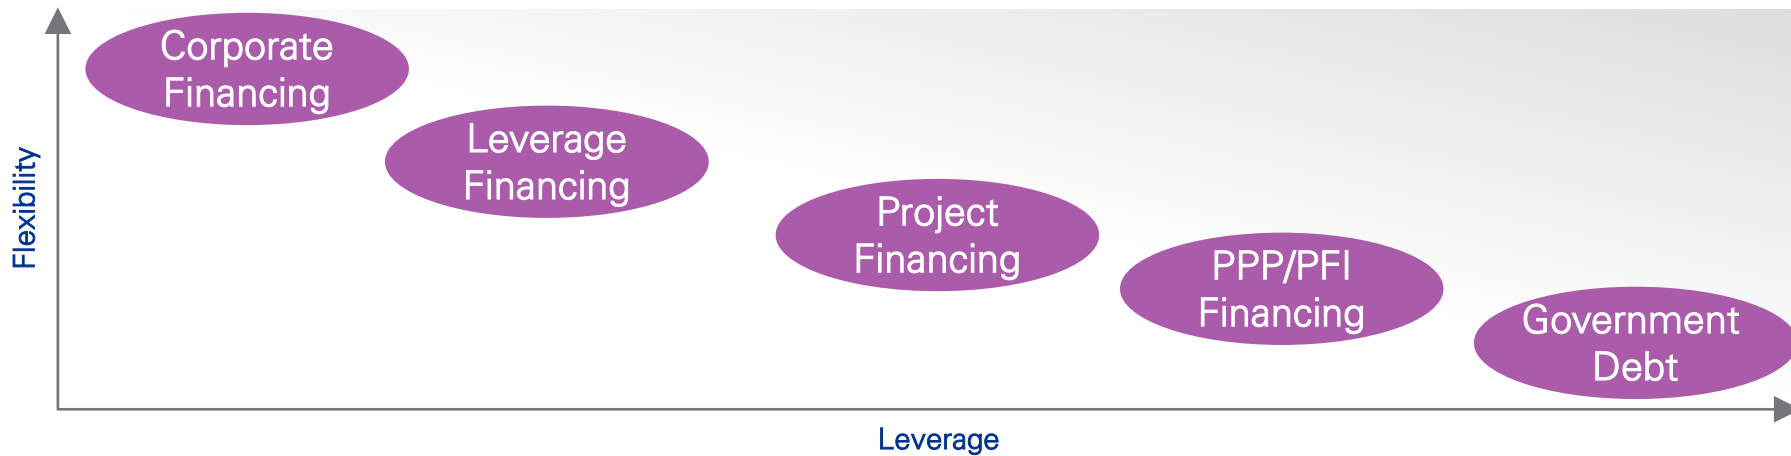 Corporate
Financing
Leverage
Financing
Project
Financing
PPP/PFI
Financing
Government
Debt
Flexibility
Leverage